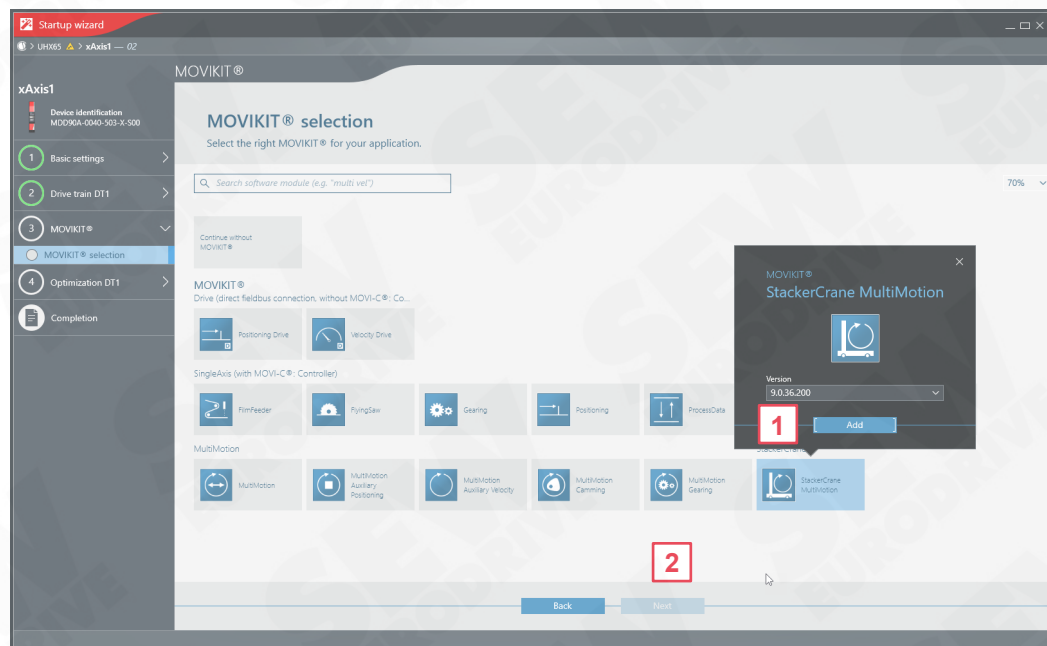 Startup wizard
> UHX65 > xAxis1 — 02
MOVIKIT®
xAxis1
Device identification
MDD90A-0040-503-X-S00
1 Basic settings
2 Drive train DT1
3 MOVIKIT®
MOVIKIT® selection
4 Optimization DT1
Completion
MOVIKIT® selection
Select the right MOVIKIT® for your application.
Search software module (e.g. "multi vel")
70%
Continue without
MOVIKIT®
MOVIKIT®
Drive (direct fieldbus connection, without MOVI-C®: Co...
Positioning Drive
Velocity Drive
SingleAxis (with MOVI-C®: Controller)
FilmFeeder
FlyingSaw
Gearing
Positioning
ProcessData
MultiMotion
MultiMotion
MultiMotion
Auxiliary
Positioning
MultiMotion
Auxiliary Velocity
MultiMotion
Camming
MultiMotion
Gearing
StackerCrane
StackerCrane
MultiMotion
MOVIKIT®
StackerCrane MultiMotion
Version
9.0.36.200
1
Add
2
Back
Next
SEW
EURODRIVE